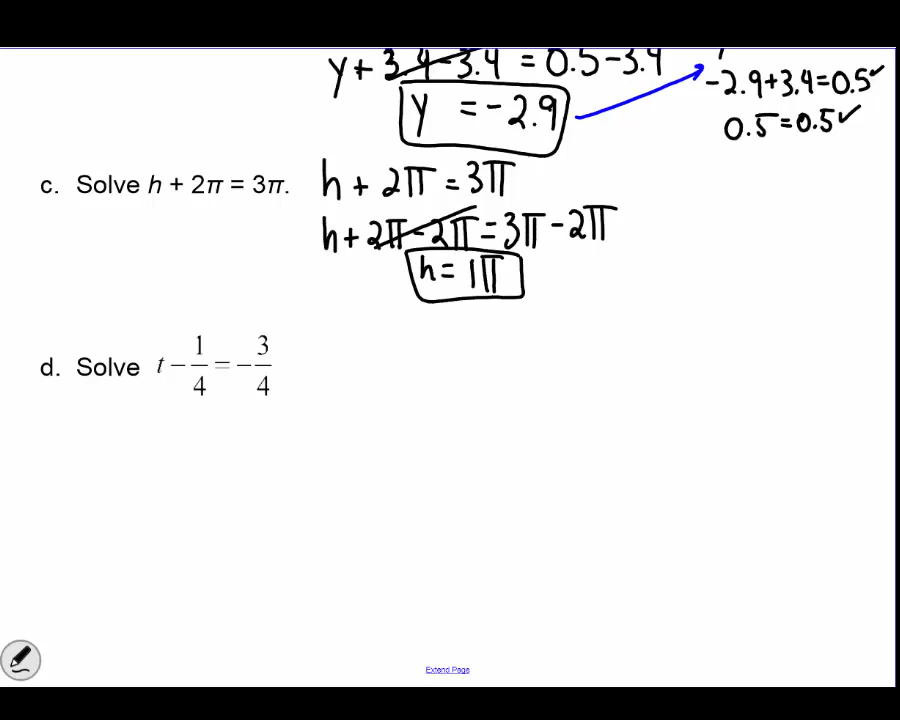 y + 3.4 - 3.4 = 0.5 - 3.4
-2.9 + 3.4 = 0.5 ✓
y = -2.9
0.5 = 0.5 ✓
c. Solve h + 2π = 3π. h + 2π = 3π
h + 2π - 2π = 3π - 2π
h = 1π
d. Solve t - 1/4 = - 3/4
Extend Page